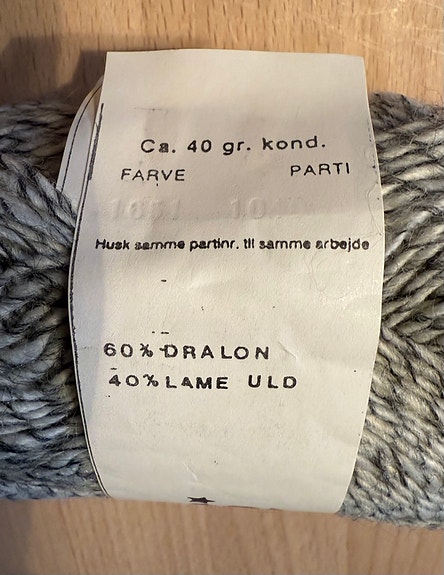 Ca. 40 gr. kond.
FARVE PARTI
Husk samme partinr. til samme arbejde
60% DRALON
40% LAME ULD